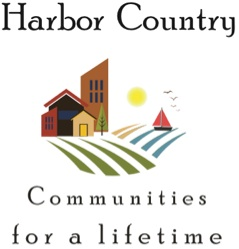 Harbor Country
Communities
for a lifetime